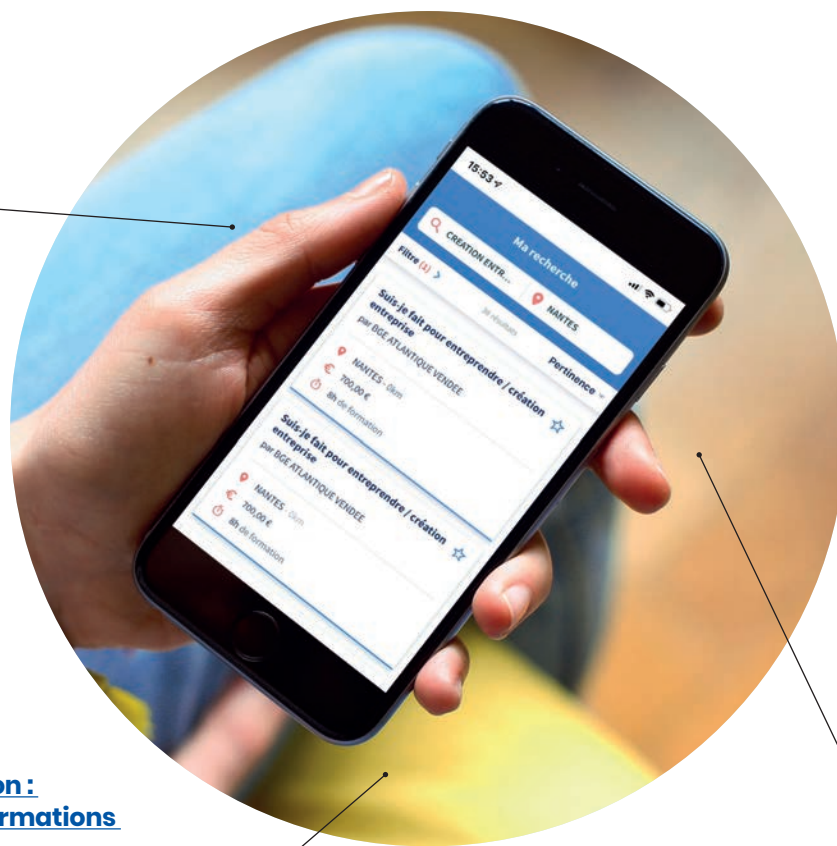 15:53
Ma recherche
CREATION ENTR...
NANTES
Filtre (1) >
résultats
Pertinence
Suis-je fait pour entreprendre / création
entreprise
par BGE ATLANTIQUE VENDEE
NANTES - 0km
700,00 €
8h de formation
Suis-je fait pour entreprendre / création
entreprise
par BGE ATLANTIQUE VENDEE
NANTES - 0km
700,00 €
8h de formation
on :
rmations